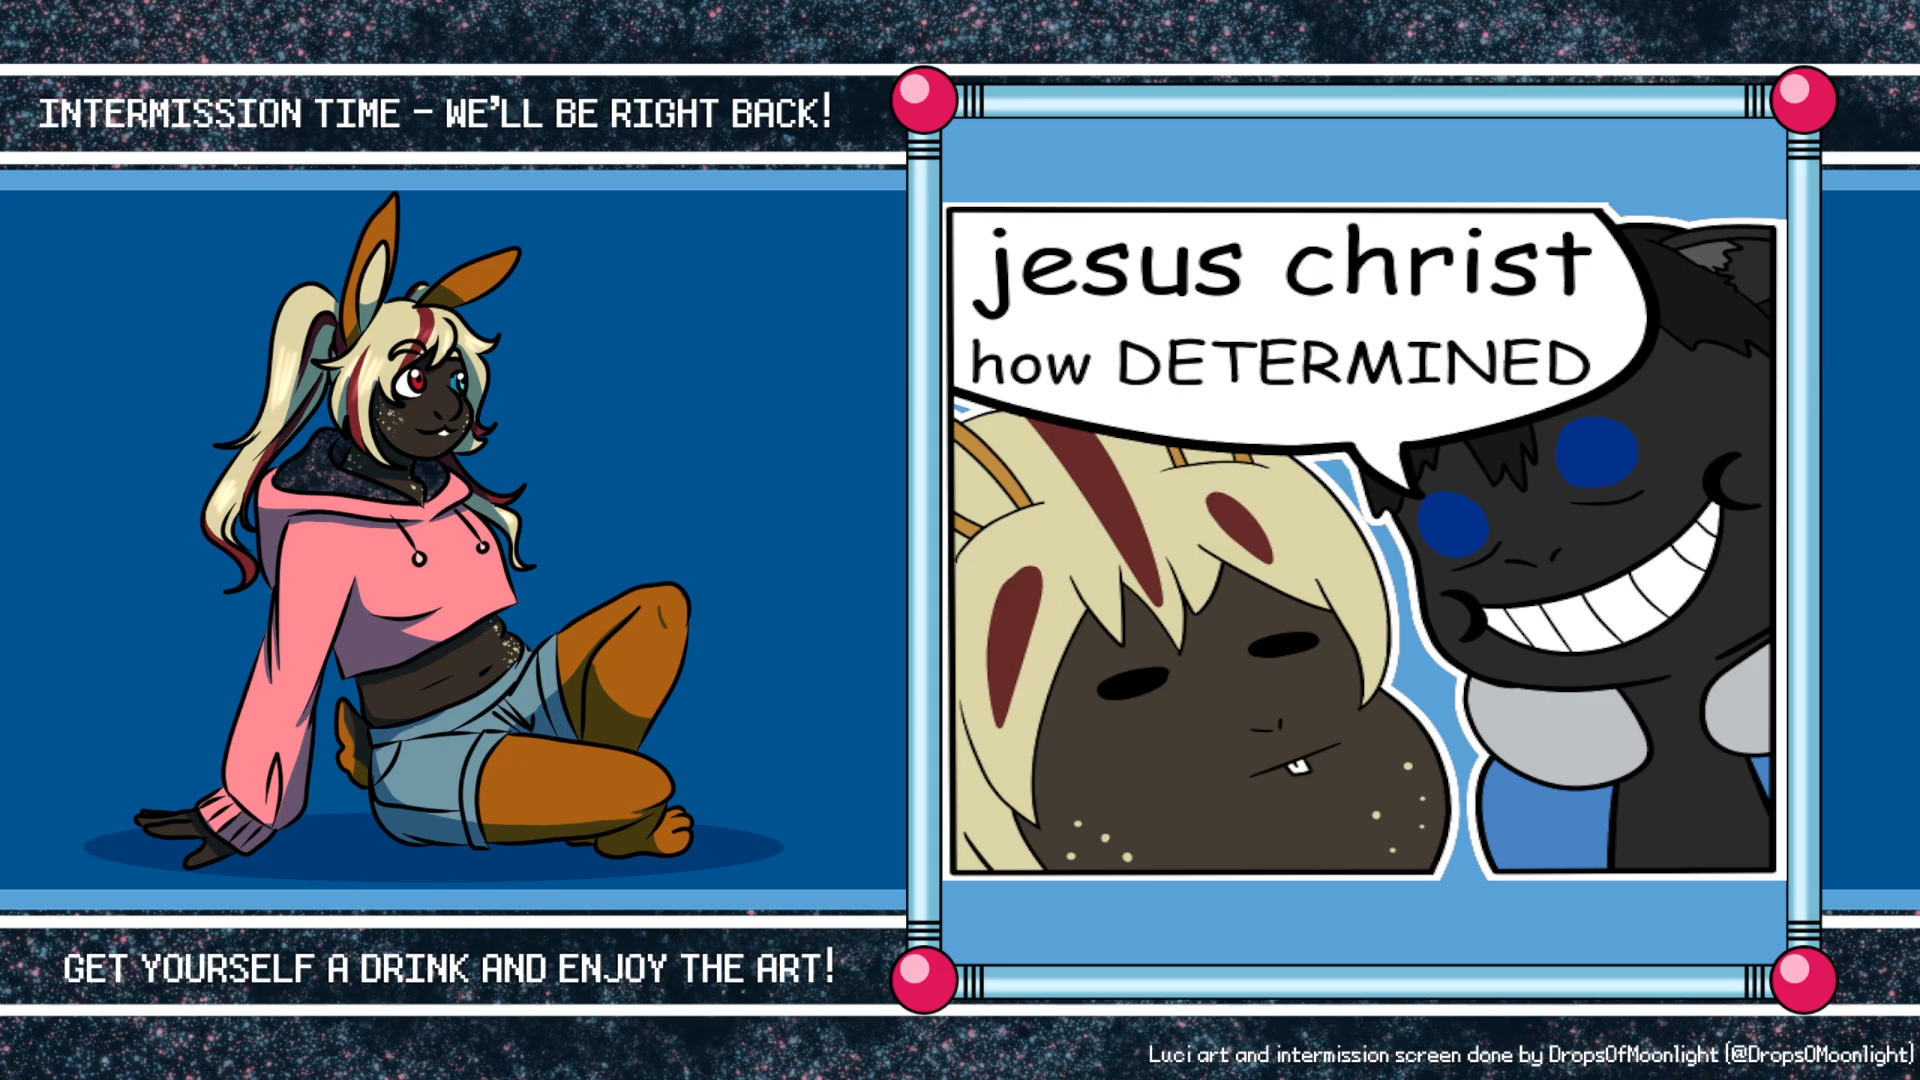 INTERMISSION TIME - WE'LL BE RIGHT BACK!
jesus christ
how DETERMINED
GET YOURSELF A DRINK AND ENJOY THE ART!
Luci art and intermission screen done by DropsOfMoonlight (@DropsOMoonlight)